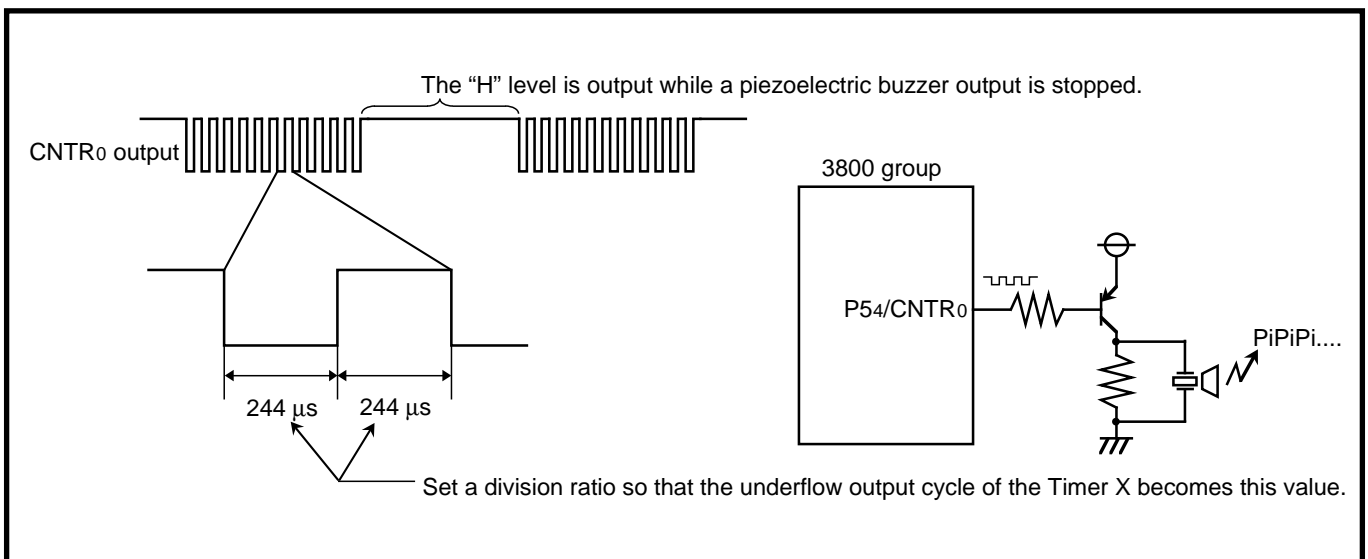 The “H” level is output while a piezoelectric buzzer output is stopped.
CNTR0 output
3800 group
P54/CNTR0
PiPiPi....
244 μs
244 μs
Set a division ratio so that the underflow output cycle of the Timer X becomes this value.